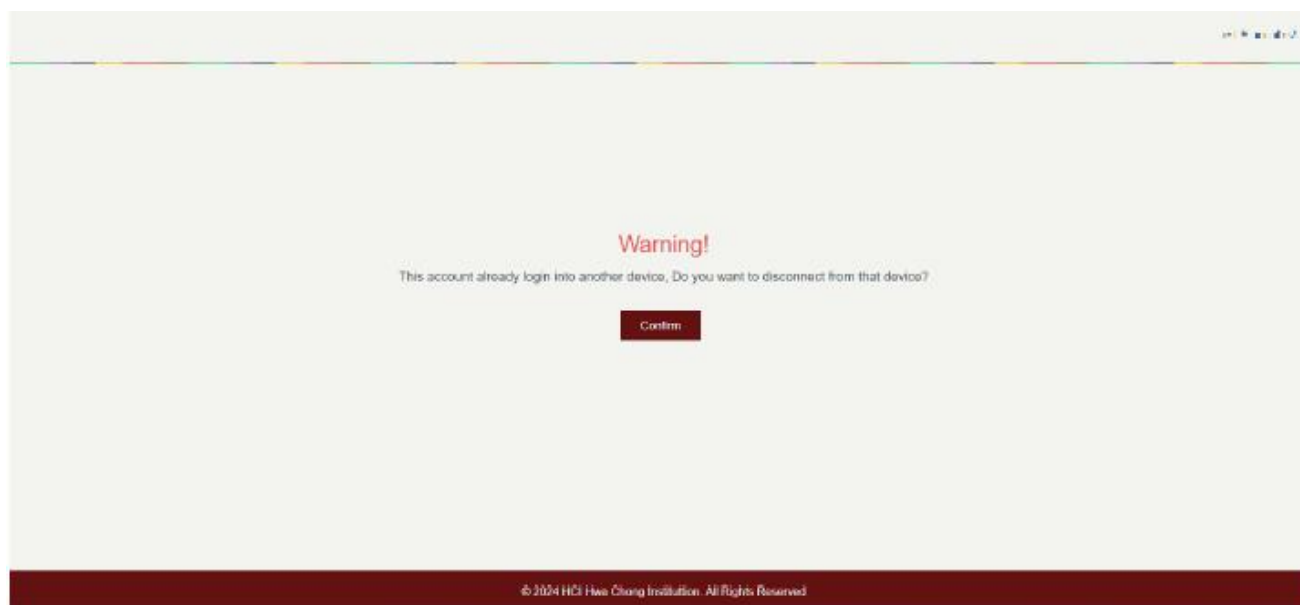 Warning!
This account already login into another device, Do you want to disconnect from that device?
Confirm
© 2024 HCI Hwa Chong Institution. All Rights Reserved